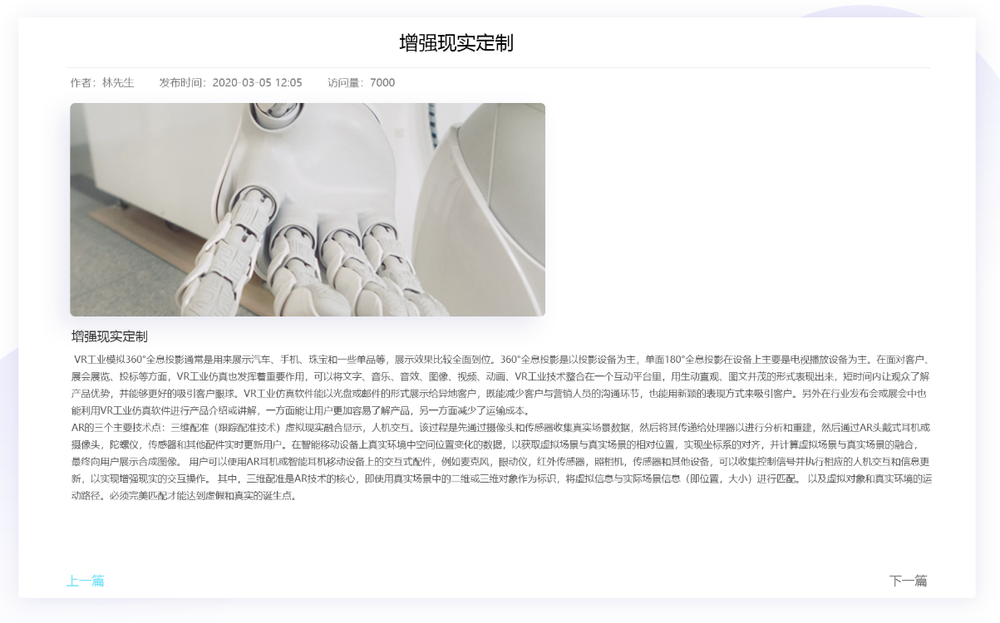 增强现实定制
作者：林先生 发布时间：2020-03-05 12:05 访问量：7000
增强现实定制
VR工业模拟360°全息投影通常是用来展示汽车、手机、珠宝和一些单品等，展示效果比较全面到位。360°全息投影是以投影设备为主，单面180°全息投影在设备上主要是电视播放设备为主。在面对客户、
展会展览、投标等方面，VR工业仿真也发挥着重要作用，可以将文字、音乐、音效、图像、视频、动画、VR工业技术整合在一个互动平台里，用生动直观、图文并茂的形式表现出来，短时间内让观众了解
产品优势，并能够更好的吸引客户眼球。VR工业仿真软件能以光盘或邮件的形式展示给异地客户，既能减少客户与营销人员的沟通环节，也能用新颖的表现方式来吸引客户。另外在行业发布会或展会中也
能利用VR工业仿真软件进行产品介绍或讲解，一方面能让用户更加容易了解产品，另一方面减少了运输成本。
AR的三个主要技术点：三维配准（跟踪配准技术）虚拟现实融合显示，人机交互。该过程是先通过摄像头和传感器收集真实场景数据，然后将其传递给处理器以进行分析和重建，然后通过AR头戴式耳机或
摄像头，陀螺仪，传感器和其他配件实时更新用户。在智能移动设备上真实环境中空间位置变化的数据，以获取虚拟场景与真实场景的相对位置，实现坐标系的对齐，并计算虚拟场景与真实场景的融合，
最终向用户展示合成图像。 用户可以使用AR耳机或智能耳机移动设备上的交互式配件，例如麦克风，眼动仪，红外传感器，照相机，传感器和其他设备，可以收集控制信号并执行相应的人机交互和信息更
新，以实现增强现实的交互操作。 其中，三维配准是AR技术的核心，即使用真实场景中的二维或三维对象作为标识，将虚拟信息与实际场景信息（即位置，大小）进行匹配。 以及虚拟对象和真实环境的运
动路径。必须完美匹配才能达到虚假和真实的诞生点。
上一篇 下一篇